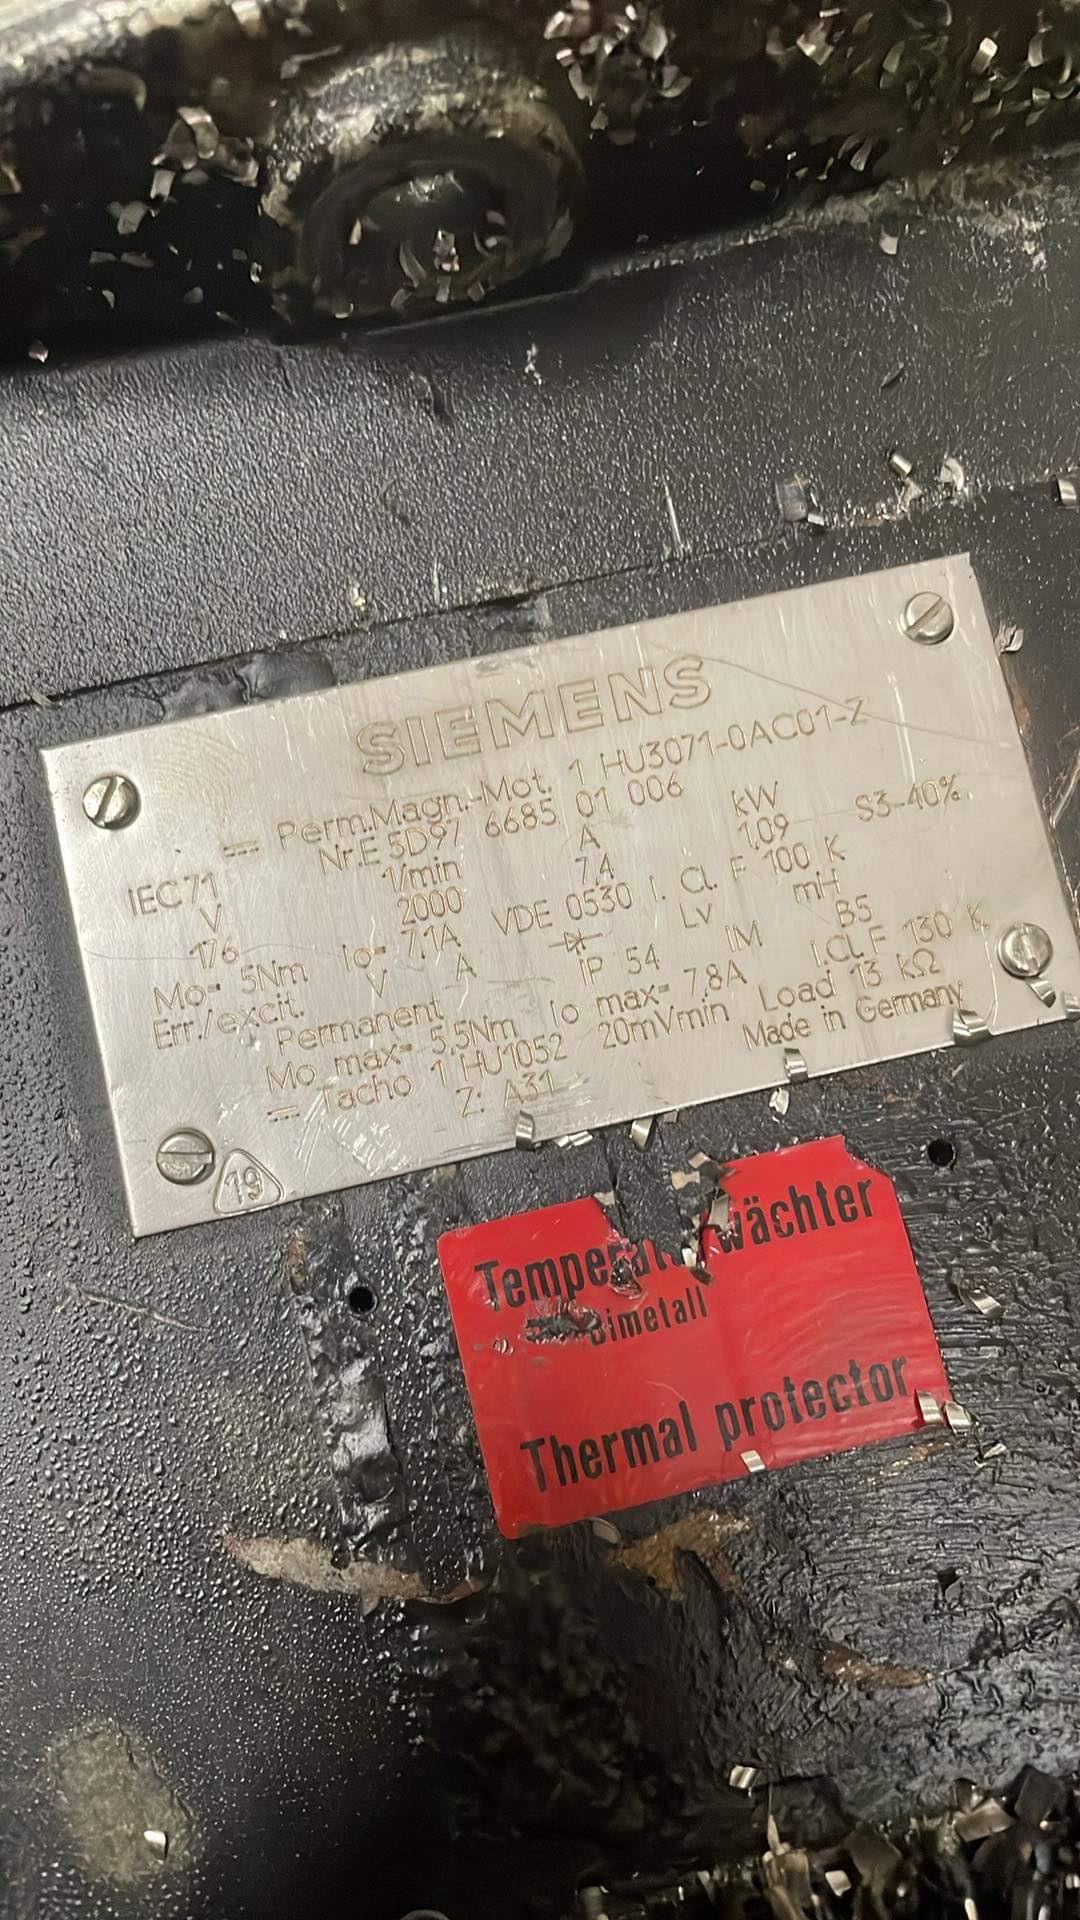 SIEMENS
Perm.Magn.-Mot. 1 HU3071-0AC01-Z
Nr.E 5D97 6685 01 006
IEC 71 1/min A kW S3-40%
V 2000 7,4 1,09
176 VDE 0530 I. Cl. F 100 K
Mo= 5Nm Io= 7,1A Lv mH
Err./excit. V A IP 54 IM B5
Permanent I.Cl.F 130 K
Mo max= 5,5Nm Io max= 7,8A
Tacho 1 HU1052 20mVmin Load 13 kΩ
Z: A31 Made in Germany
19
wächter
Bimetall
Thermal protector